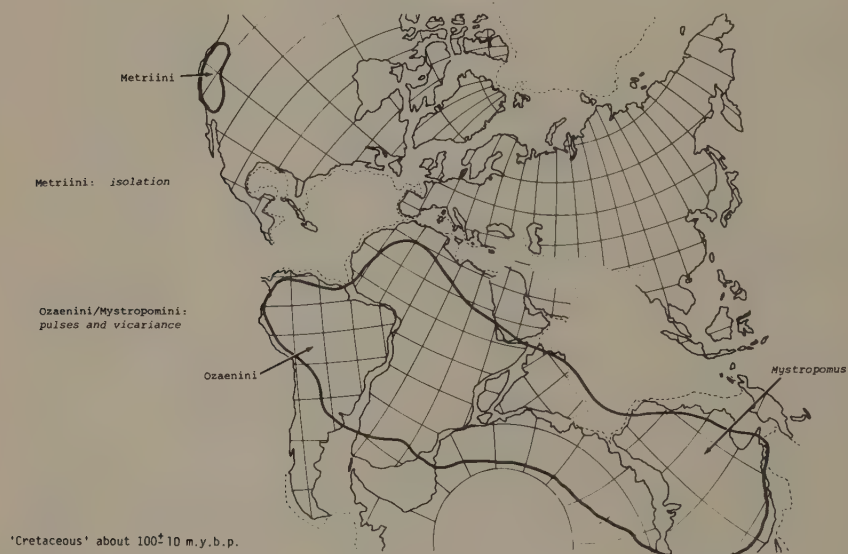 Metriini
Metriini: isolation
Ozaenini/Mystropomini:
pulses and vicariance
Ozaenini
Mystropomus
'Cretaceous' about 100± 10 m.y.b.p.